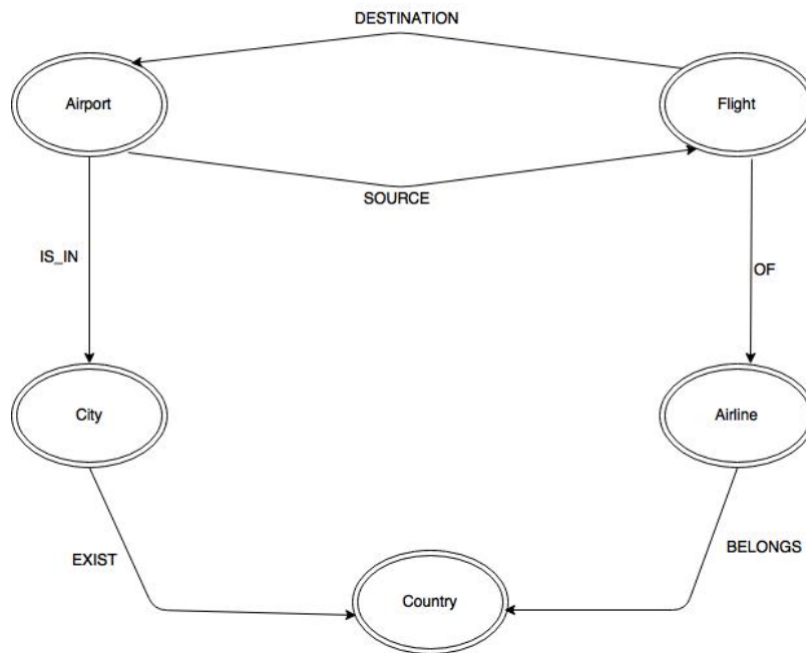 DESTINATION
Airport
Flight
SOURCE
IS_IN
OF
City
Airline
EXIST
BELONGS
Country